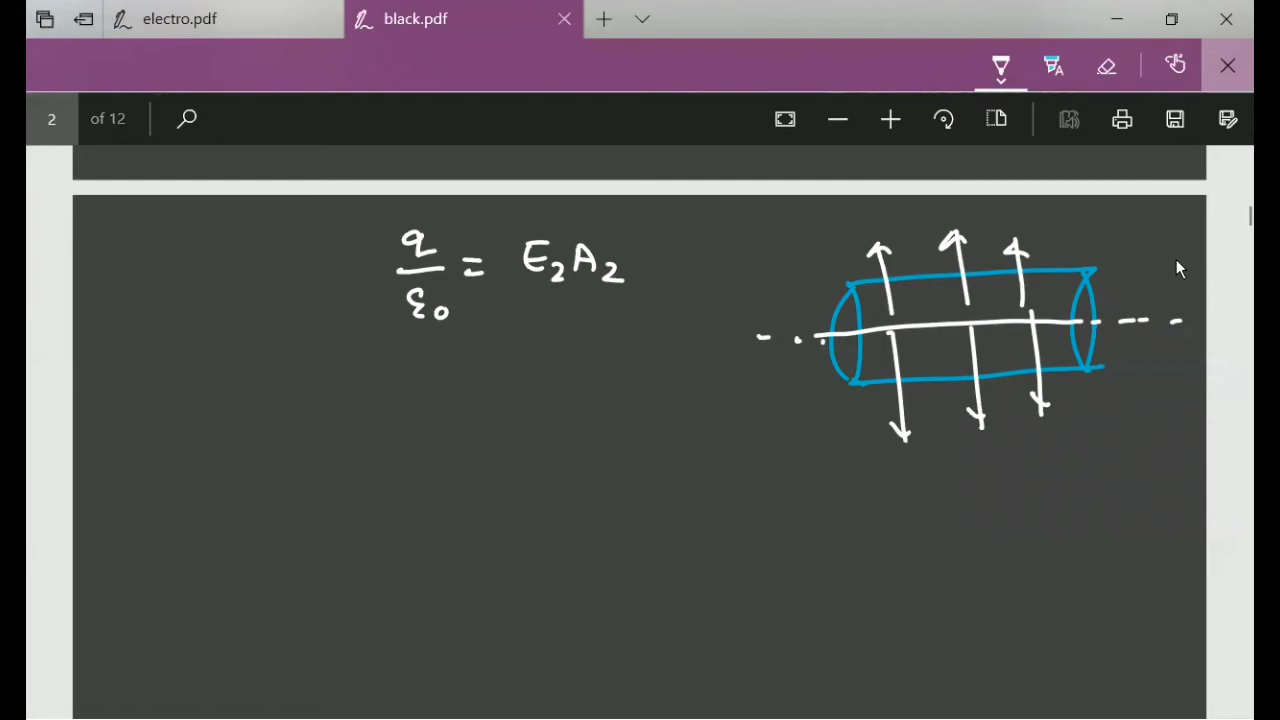 electro.pdf
black.pdf
2 of 12
q/ε₀ = E₂A₂